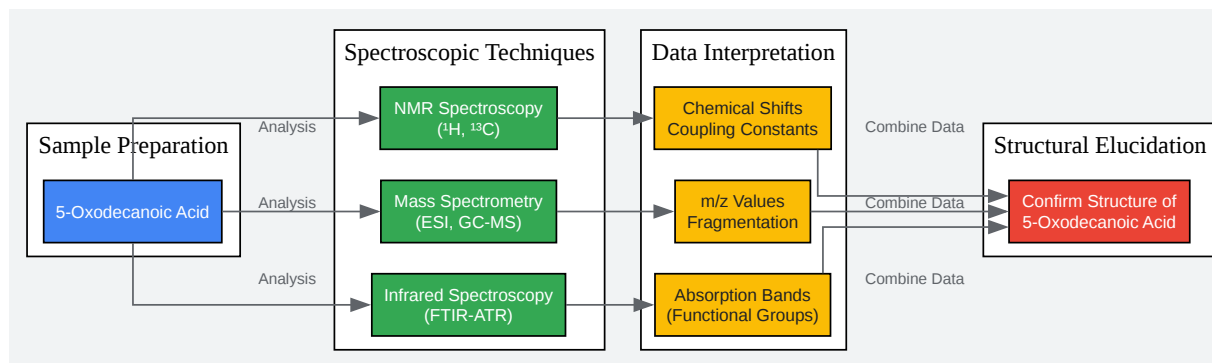 Sample Preparation
5-Oxodecanoic Acid
Analysis
Analysis
Analysis
Spectroscopic Techniques
NMR Spectroscopy
(¹H, ¹³C)
Mass Spectrometry
(ESI, GC-MS)
Infrared Spectroscopy
(FTIR-ATR)
Data Interpretation
Chemical Shifts
Coupling Constants
m/z Values
Fragmentation
Absorption Bands
(Functional Groups)
Combine Data
Combine Data
Combine Data
Structural Elucidation
Confirm Structure of
5-Oxodecanoic Acid